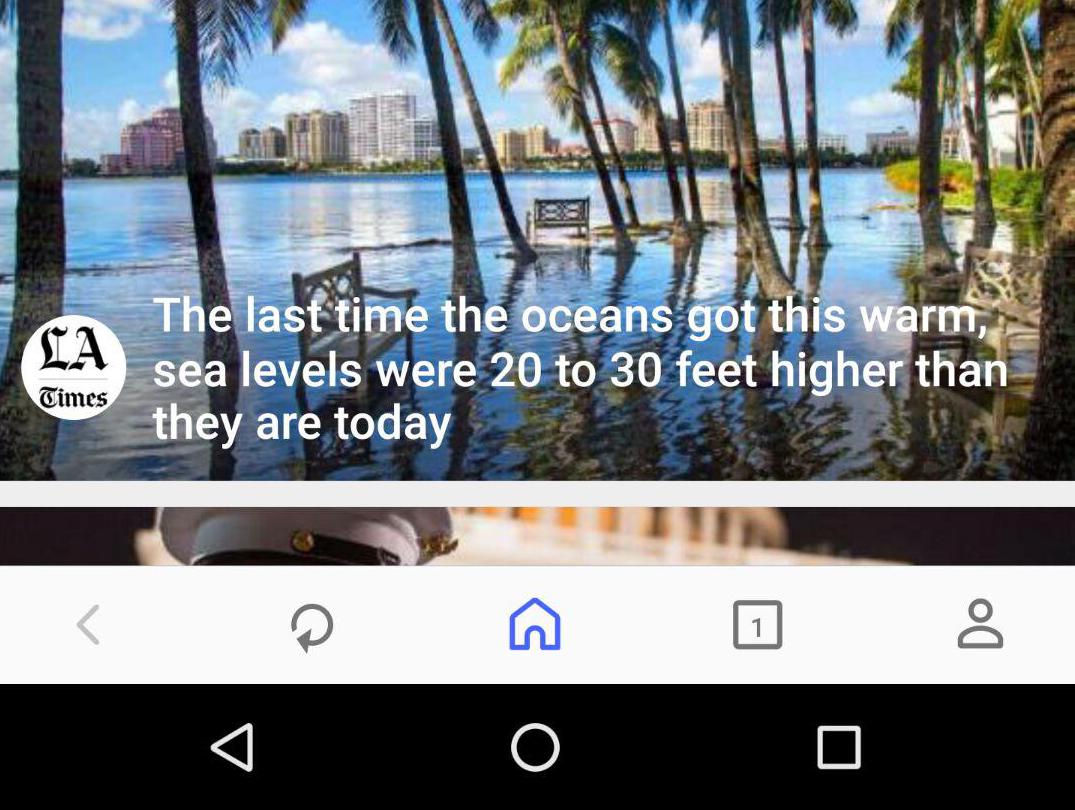 The last time the oceans got this warm,
LA
Times
sea levels were 20 to 30 feet higher than
they are today
1